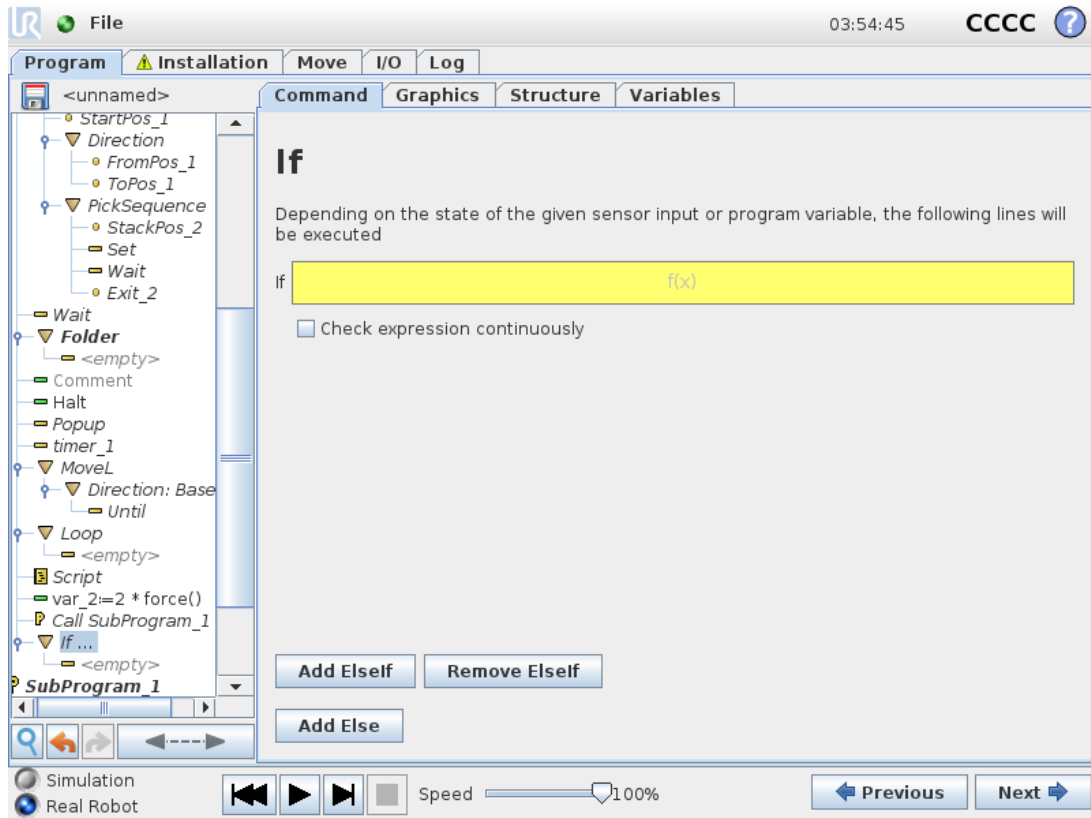 UR File 03:54:45 CCCC ?
Program Installation Move I/O Log
<unnamed> Command Graphics Structure Variables
StartPos_1
Direction
FromPos_1
ToPos_1
PickSequence
StackPos_2
Set
Wait
Exit_2
Wait
Folder
<empty>
Comment
Halt
Popup
timer_1
MoveL
Direction: Base
Until
Loop
<empty>
Script
var_2:=2 * force()
P Call SubProgram_1
If ...
<empty>
P SubProgram_1
If
Depending on the state of the given sensor input or program variable, the following lines will
be executed
If f(x)
Check expression continuously
Add ElseIf Remove ElseIf
Add Else
Simulation
Real Robot
Speed 100%
Previous Next